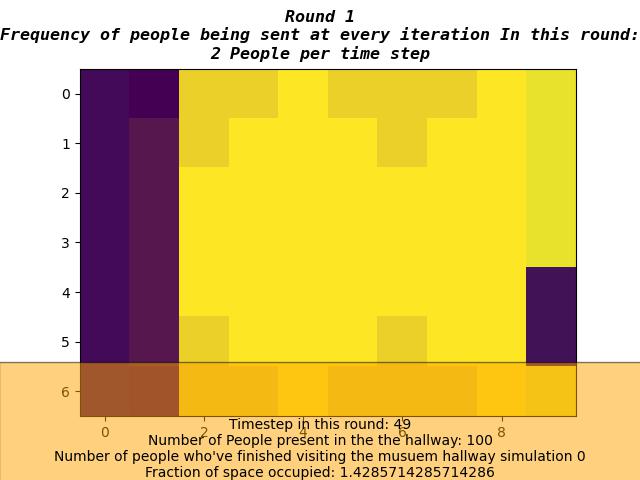 Round 1
Frequency of people being sent at every iteration In this round:
2 People per time step
0
1
2
3
4
5
6
0 2 4 6 8
Timestep in this round: 49
Number of People present in the the hallway: 100
Number of people who've finished visiting the musuem hallway simulation 0
Fraction of space occupied: 1.4285714285714286